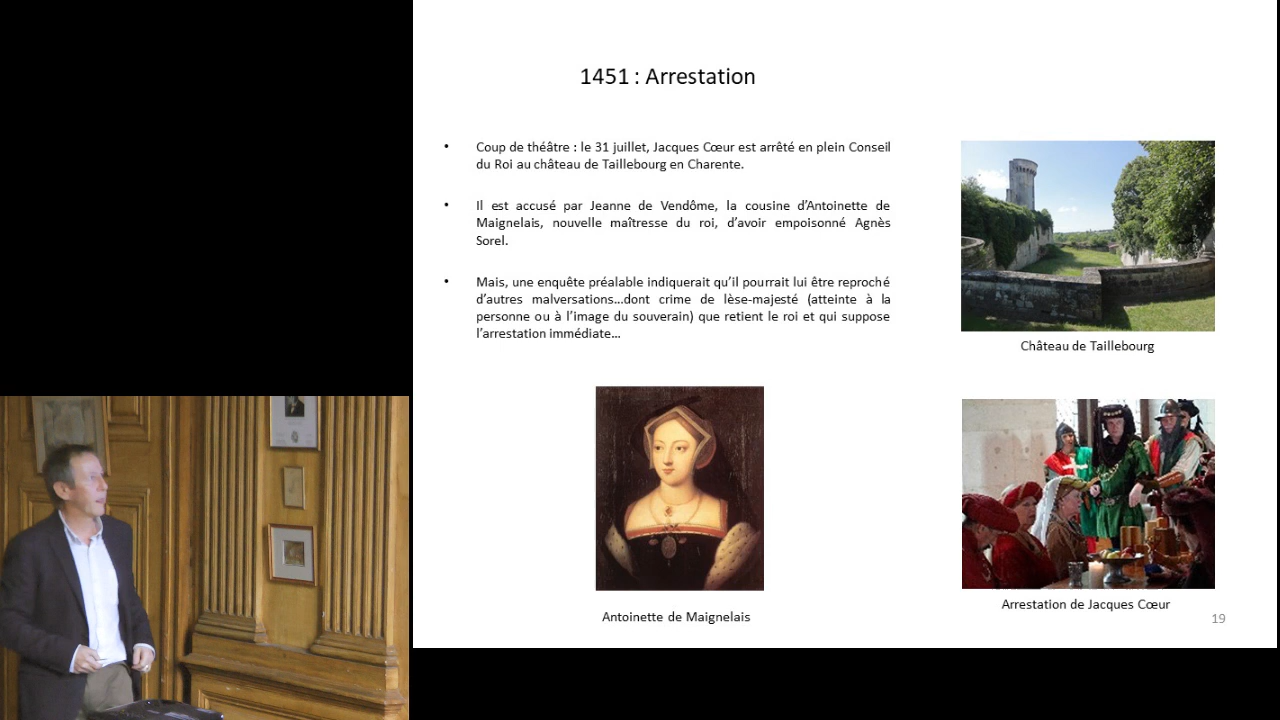 1451 : Arrestation
• Coup de théâtre : le 31 juillet, Jacques Cœur est arrêté en plein Conseil
du Roi au château de Taillebourg en Charente.
• Il est accusé par Jeanne de Vendôme, la cousine d’Antoinette de
Maignelais, nouvelle maîtresse du roi, d’avoir empoisonné Agnès
Sorel.
• Mais, une enquête préalable indiquerait qu’il pourrait lui être reproché
d’autres malversations…dont crime de lèse-majesté (atteinte à la
personne ou à l’image du souverain) que retient le roi et qui suppose
l’arrestation immédiate…
Château de Taillebourg
Antoinette de Maignelais
Arrestation de Jacques Cœur
19